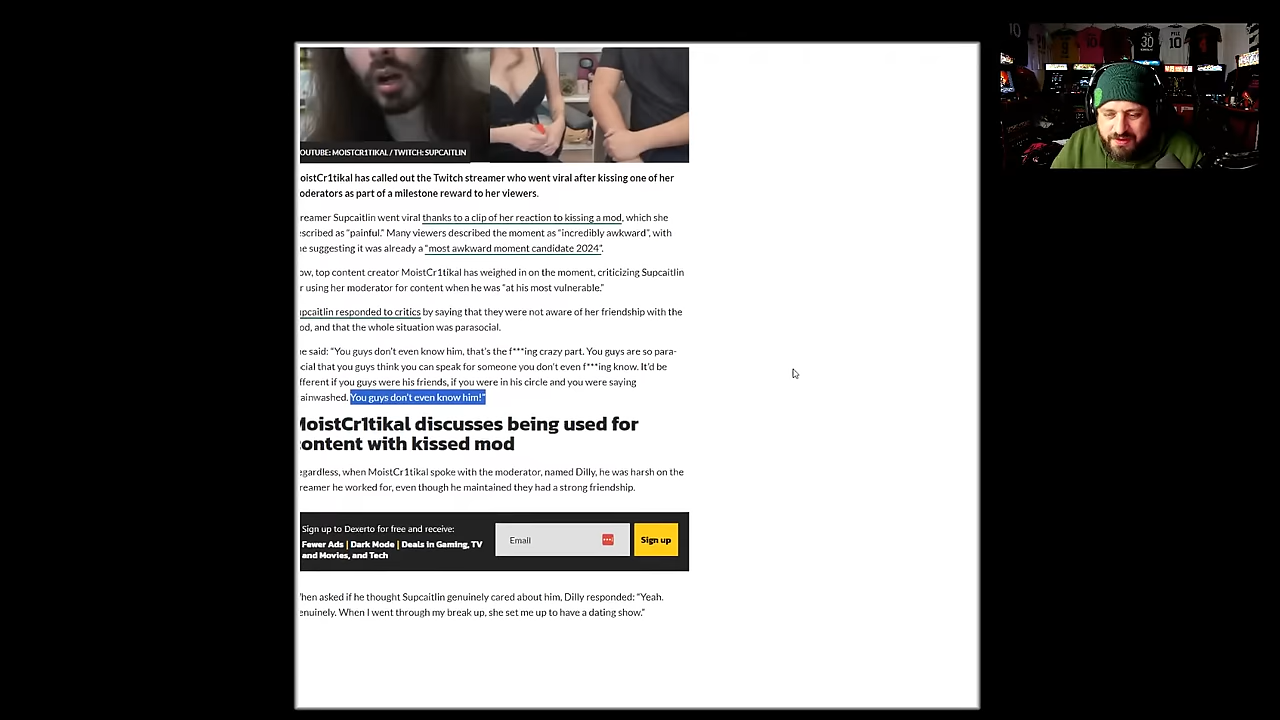 OUTUBE: MOISTCR1TIKAL / TWITCH: SUPCAITLIN
oistCr1tikal has called out the Twitch streamer who went viral after kissing one of her
oderators as part of a milestone reward to her viewers.
reamer Supcaitlin went viral thanks to a clip of her reaction to kissing a mod, which she
escribed as “painful.” Many viewers described the moment as “incredibly awkward”, with
ne suggesting it was already a “most awkward moment candidate 2024”.
ow, top content creator MoistCr1tikal has weighed in on the moment, criticizing Supcaitlin
r using her moderator for content when he was “at his most vulnerable.”
upcaitlin responded to critics by saying that they were not aware of her friendship with the
od, and that the whole situation was parasocial.
he said: “You guys don’t even know him, that’s the f***ing crazy part. You guys are so para-
cial that you guys think you can speak for someone you don’t even f***ing know. It’d be
fferent if you guys were his friends, if you were in his circle and you were saying
ainwashed. You guys don’t even know him!”
MoistCr1tikal discusses being used for
ontent with kissed mod
egardless, when MoistCr1tikal spoke with the moderator, named Dilly, he was harsh on the
reamer he worked for, even though he maintained they had a strong friendship.
Sign up to Dexerto for free and receive:
Fewer Ads | Dark Mode | Deals in Gaming, TV
and Movies, and Tech
Email
Sign up
hen asked if he thought Supcaitlin genuinely cared about him, Dilly responded: “Yeah.
enuinely. When I went through my break up, she set me up to have a dating show.”
10
30
10
4